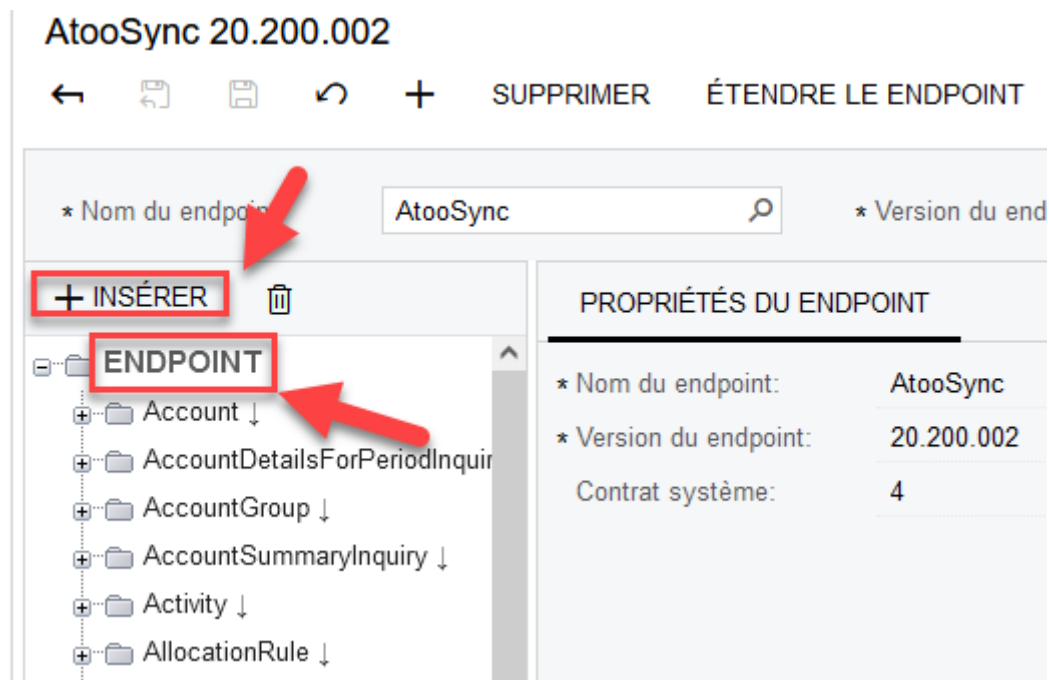 AtooSync 20.200.002
SUPPRIMER ÉTENDRE LE ENDPOINT
* Nom du endpoin AtooSync * Version du end
+ INSÉRER PROPRIÉTÉS DU ENDPOINT
ENDPOINT
* Nom du endpoint: AtooSync
Account ↓
* Version du endpoint: 20.200.002
AccountDetailsForPeriodInquir
Contrat système: 4
AccountGroup ↓
AccountSummaryInquiry ↓
Activity ↓
AllocationRule ↓